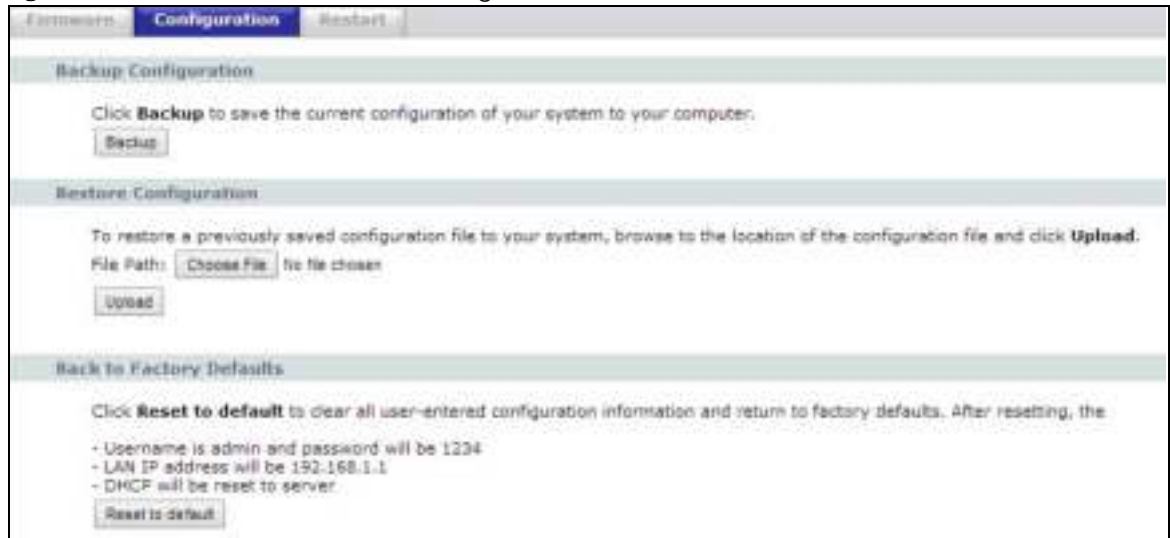 Firmware Configuration Restart
Backup Configuration
Click Backup to save the current configuration of your system to your computer.
Backup
Restore Configuration
To restore a previously saved configuration file to your system, browse to the location of the configuration file and click Upload.
File Path: Choose File No file chosen
Upload
Back to Factory Defaults
Click Reset to default to clear all user-entered configuration information and return to factory defaults. After resetting, the
- Username is admin and password will be 1234
- LAN IP address will be 192.168.1.1
- DHCP will be reset to server
Reset to default